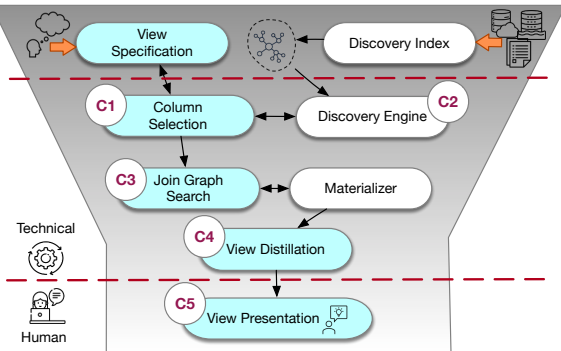 View
Specification
Discovery Index
C1
Column
Selection
Discovery Engine
C2
C3
Join Graph
Search
Materializer
Technical
C4
View Distillation
C5
View Presentation
Human